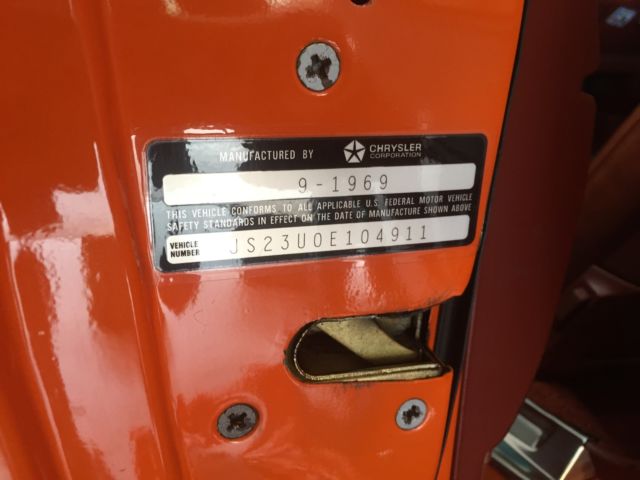 MANUFACTURED BY CHRYSLER CORPORATION
9-1969
THIS VEHICLE CONFORMS TO ALL APPLICABLE U.S. FEDERAL MOTOR VEHICLE
SAFETY STANDARDS IN EFFECT ON THE DATE OF MANUFACTURE SHOWN ABOVE
VEHICLE NUMBER JS23U0E104911